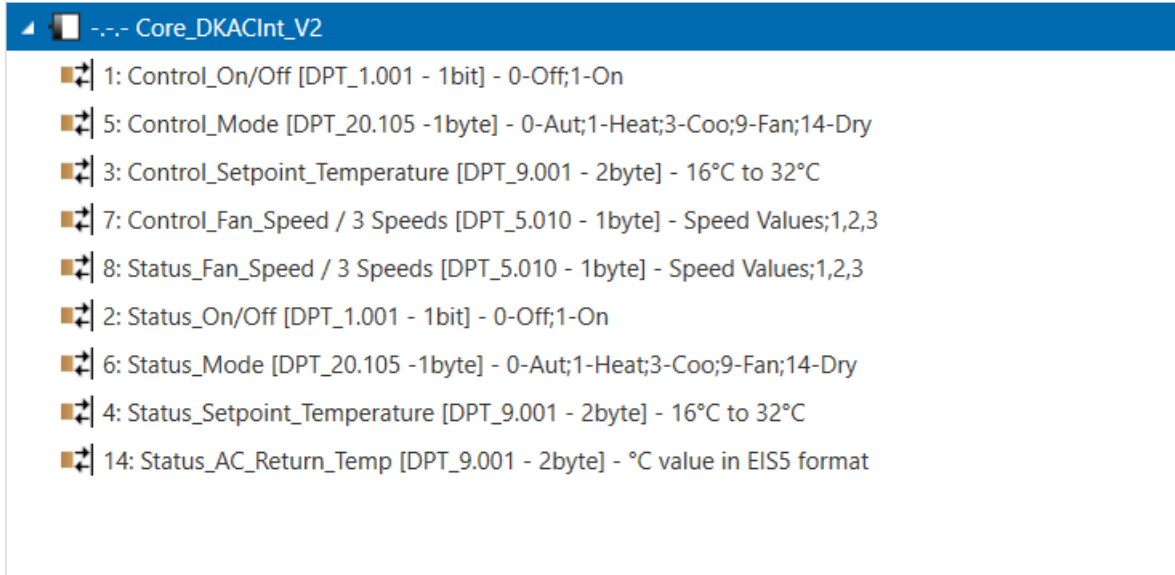 -.-.- Core_DKACInt_V2
1: Control_On/Off [DPT_1.001 - 1bit] - 0-Off;1-On
5: Control_Mode [DPT_20.105 -1byte] - 0-Aut;1-Heat;3-Coo;9-Fan;14-Dry
3: Control_Setpoint_Temperature [DPT_9.001 - 2byte] - 16°C to 32°C
7: Control_Fan_Speed / 3 Speeds [DPT_5.010 - 1byte] - Speed Values;1,2,3
8: Status_Fan_Speed / 3 Speeds [DPT_5.010 - 1byte] - Speed Values;1,2,3
2: Status_On/Off [DPT_1.001 - 1bit] - 0-Off;1-On
6: Status_Mode [DPT_20.105 -1byte] - 0-Aut;1-Heat;3-Coo;9-Fan;14-Dry
4: Status_Setpoint_Temperature [DPT_9.001 - 2byte] - 16°C to 32°C
14: Status_AC_Return_Temp [DPT_9.001 - 2byte] - °C value in EIS5 format